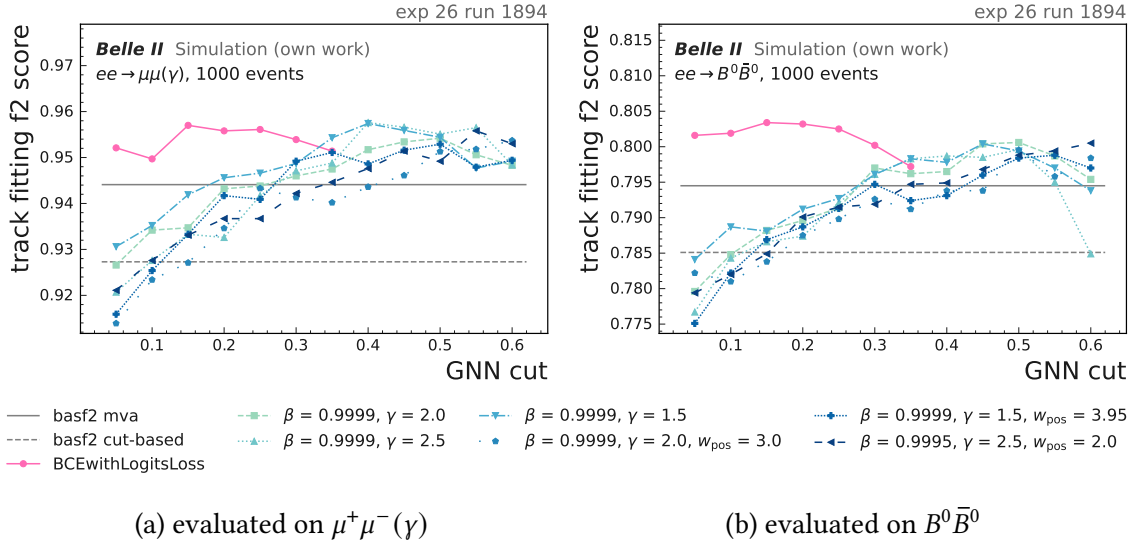 exp 26 run 1894
Belle II Simulation (own work)
ee → μμ(γ), 1000 events
track fitting f2 score
0.97
0.96
0.95
0.94
0.93
0.92
0.1 0.2 0.3 0.4 0.5 0.6
GNN cut
exp 26 run 1894
Belle II Simulation (own work)
ee → B⁰B̄⁰, 1000 events
track fitting f2 score
0.815
0.810
0.805
0.800
0.795
0.790
0.785
0.780
0.775
0.1 0.2 0.3 0.4 0.5 0.6
GNN cut
basf2 mva
basf2 cut-based
BCEwithLogitsLoss
β = 0.9999, γ = 2.0
β = 0.9999, γ = 2.5
β = 0.9999, γ = 1.5
β = 0.9999, γ = 2.0, w_pos = 3.0
β = 0.9999, γ = 1.5, w_pos = 3.95
β = 0.9995, γ = 2.5, w_pos = 2.0
(a) evaluated on μ⁺μ⁻(γ)
(b) evaluated on B⁰B̄⁰